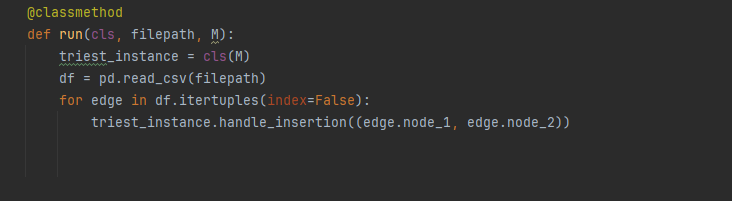 @classmethod
def run(cls, filepath, M):
    triest_instance = cls(M)
    df = pd.read_csv(filepath)
    for edge in df.itertuples(index=False):
        triest_instance.handle_insertion((edge.node_1, edge.node_2))